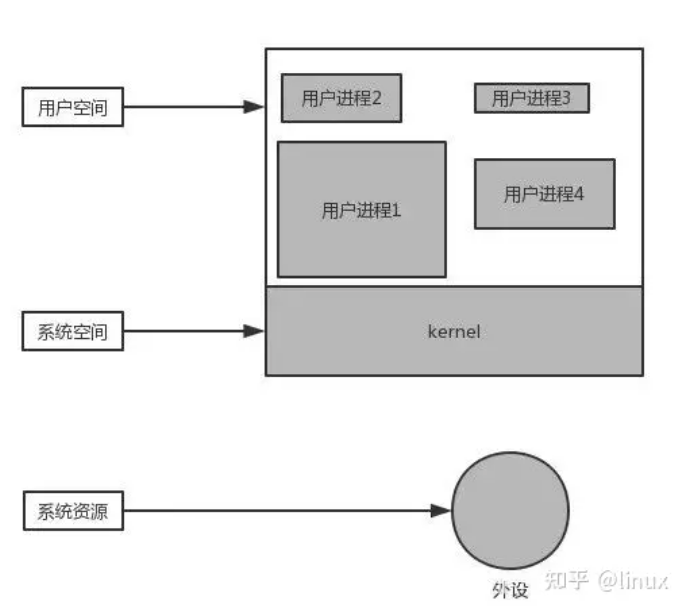 用户空间
用户进程2
用户进程3
用户进程1
用户进程4
系统空间
kernel
系统资源
外设
知乎 @linux